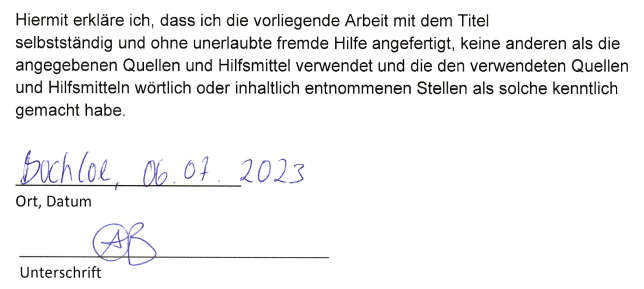 Hiermit erkläre ich, dass ich die vorliegende Arbeit mit dem Titel
selbstständig und ohne unerlaubte fremde Hilfe angefertigt, keine anderen als die
angegebenen Quellen und Hilfsmittel verwendet und die den verwendeten Quellen
und Hilfsmitteln wörtlich oder inhaltlich entnommenen Stellen als solche kenntlich
gemacht habe.
Buchloe, 06.07.2023
Ort, Datum
AB
Unterschrift